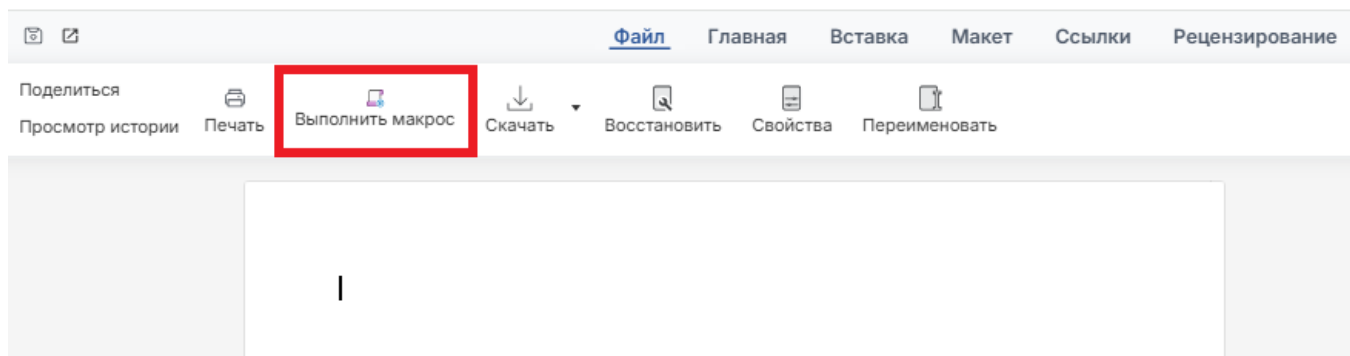 Файл Главная Вставка Макет Ссылки Рецензирование
Поделиться
Просмотр истории
Печать
Выполнить макрос
Скачать
Восстановить
Свойства
Переименовать